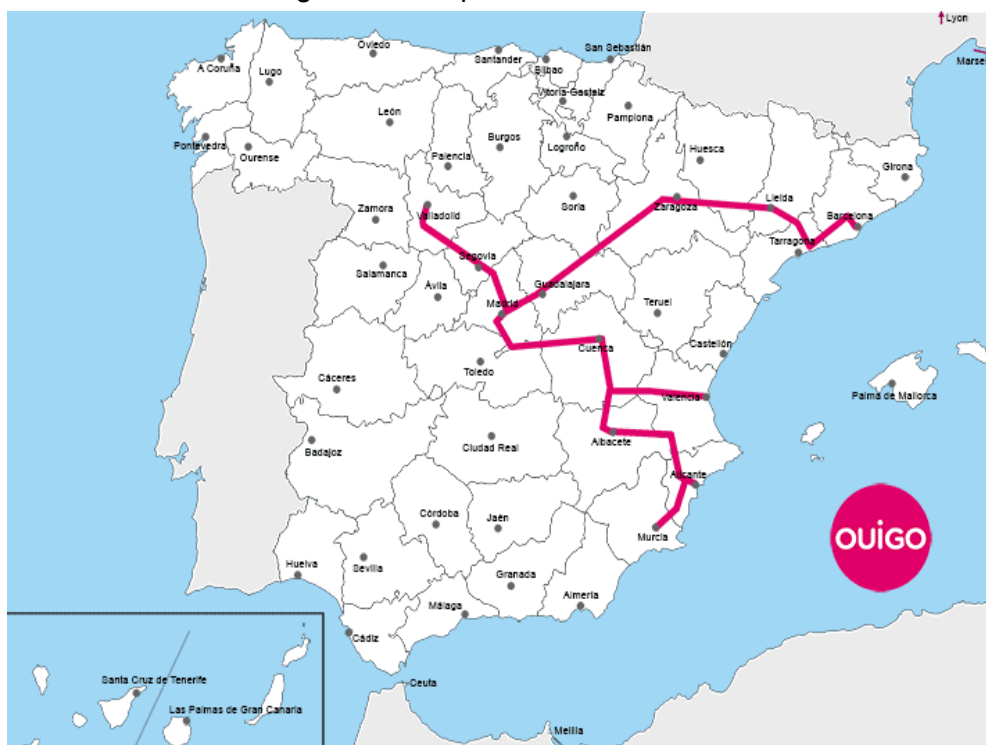 Lyon
Marse
Oviedo
Santander
San Sebastián
A Coruña
Bilbao
Lugo
Vitoria-Gasteiz
León
Pamplona
Pontevedra
Burgos
Logroño
Ourense
Huesca
Palencia
Girona
Zamora
Valladolid
Soria
Zaragoza
Lleida
Barcelona
Tarragona
Segovia
Salamanca
Ávila
Guadalajara
Madrid
Teruel
Cuenca
Castellón
Toledo
Cáceres
Valencia
Palma de Mallorca
Badajoz
Ciudad Real
Albacete
Alicante
Córdoba
Jaén
Murcia
OUIGO
Huelva
Sevilla
Granada
Almería
Málaga
Cádiz
Santa Cruz de Tenerife
Ceuta
Las Palmas de Gran Canaria
Melilla